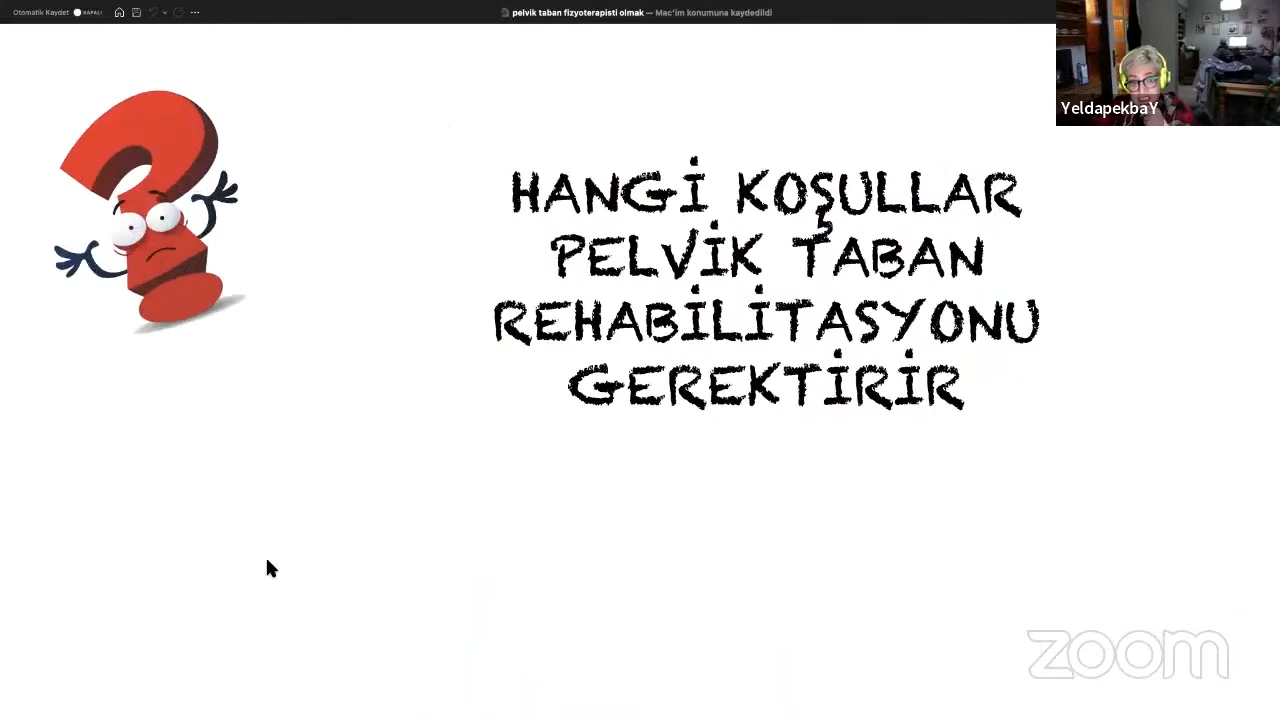 Otomatik Kaydet KAPALI
pelvik taban fizyoterapisti olmak — Mac'im konumuna kaydedildi
YeldapekbaY
HANGİ KOŞULLAR
PELVİK TABAN
REHABİLİTASYONU
GEREKTİRİR
zoom